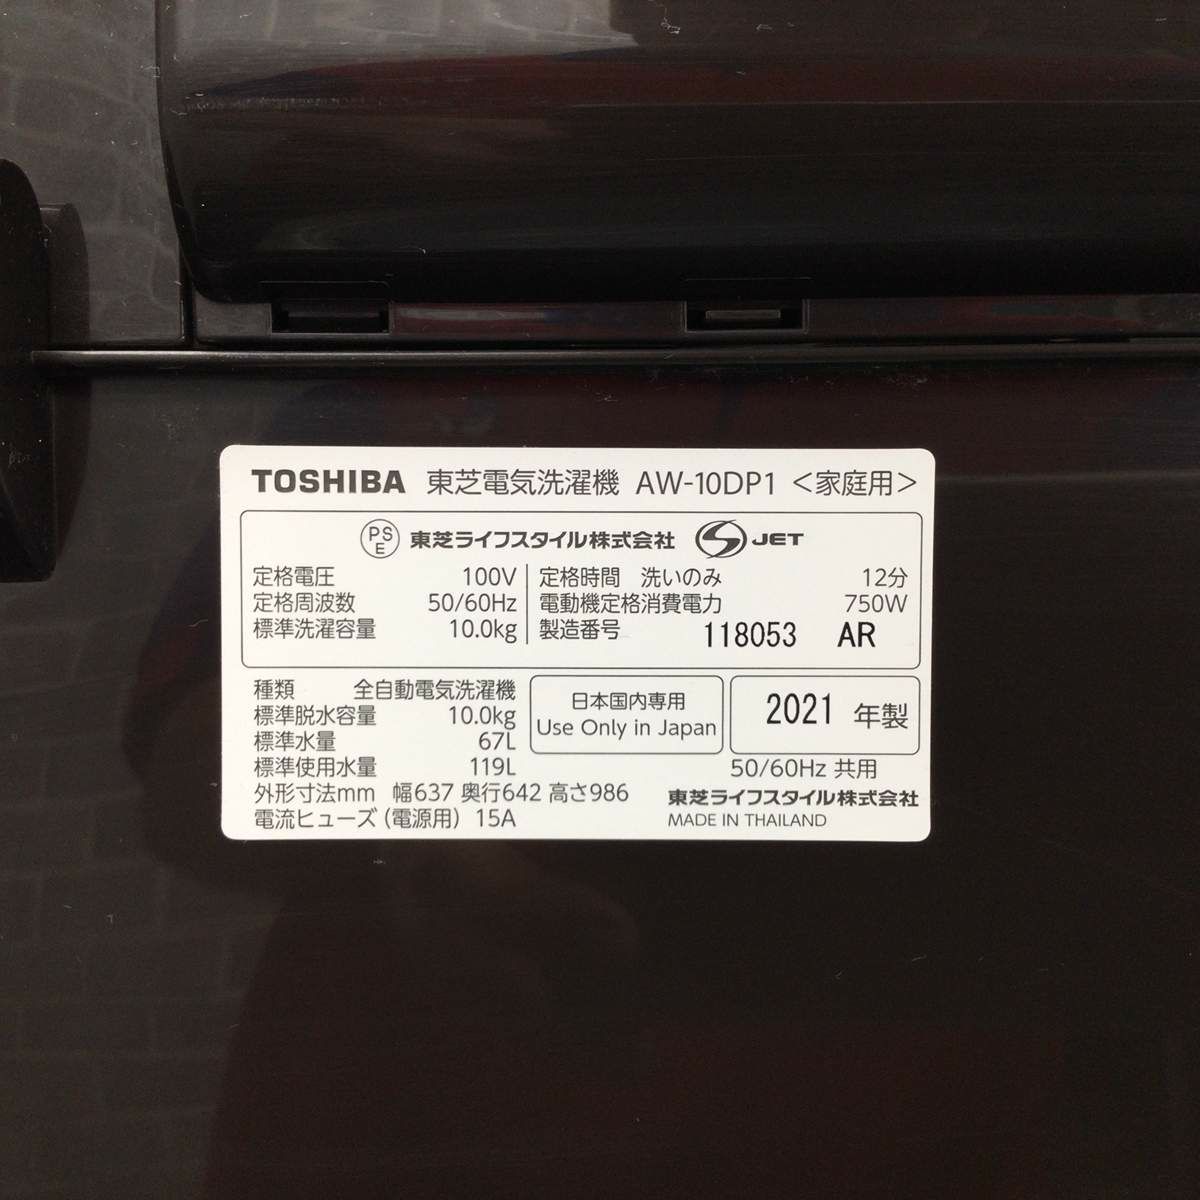 TOSHIBA 東芝電気洗濯機 AW-10DP1 <家庭用>
PSE 東芝ライフスタイル株式会社 S JET
定格電圧 100V 定格時間 洗いのみ 12分
定格周波数 50/60Hz 電動機定格消費電力 750W
標準洗濯容量 10.0kg 製造番号 118053 AR
種類 全自動電気洗濯機
標準脱水容量 10.0kg
標準水量 67L
標準使用水量 119L
外形寸法mm 幅637 奥行642 高さ986
電流ヒューズ(電源用) 15A
日本国内専用
Use Only in Japan
2021 年製
50/60Hz 共用
東芝ライフスタイル株式会社
MADE IN THAILAND